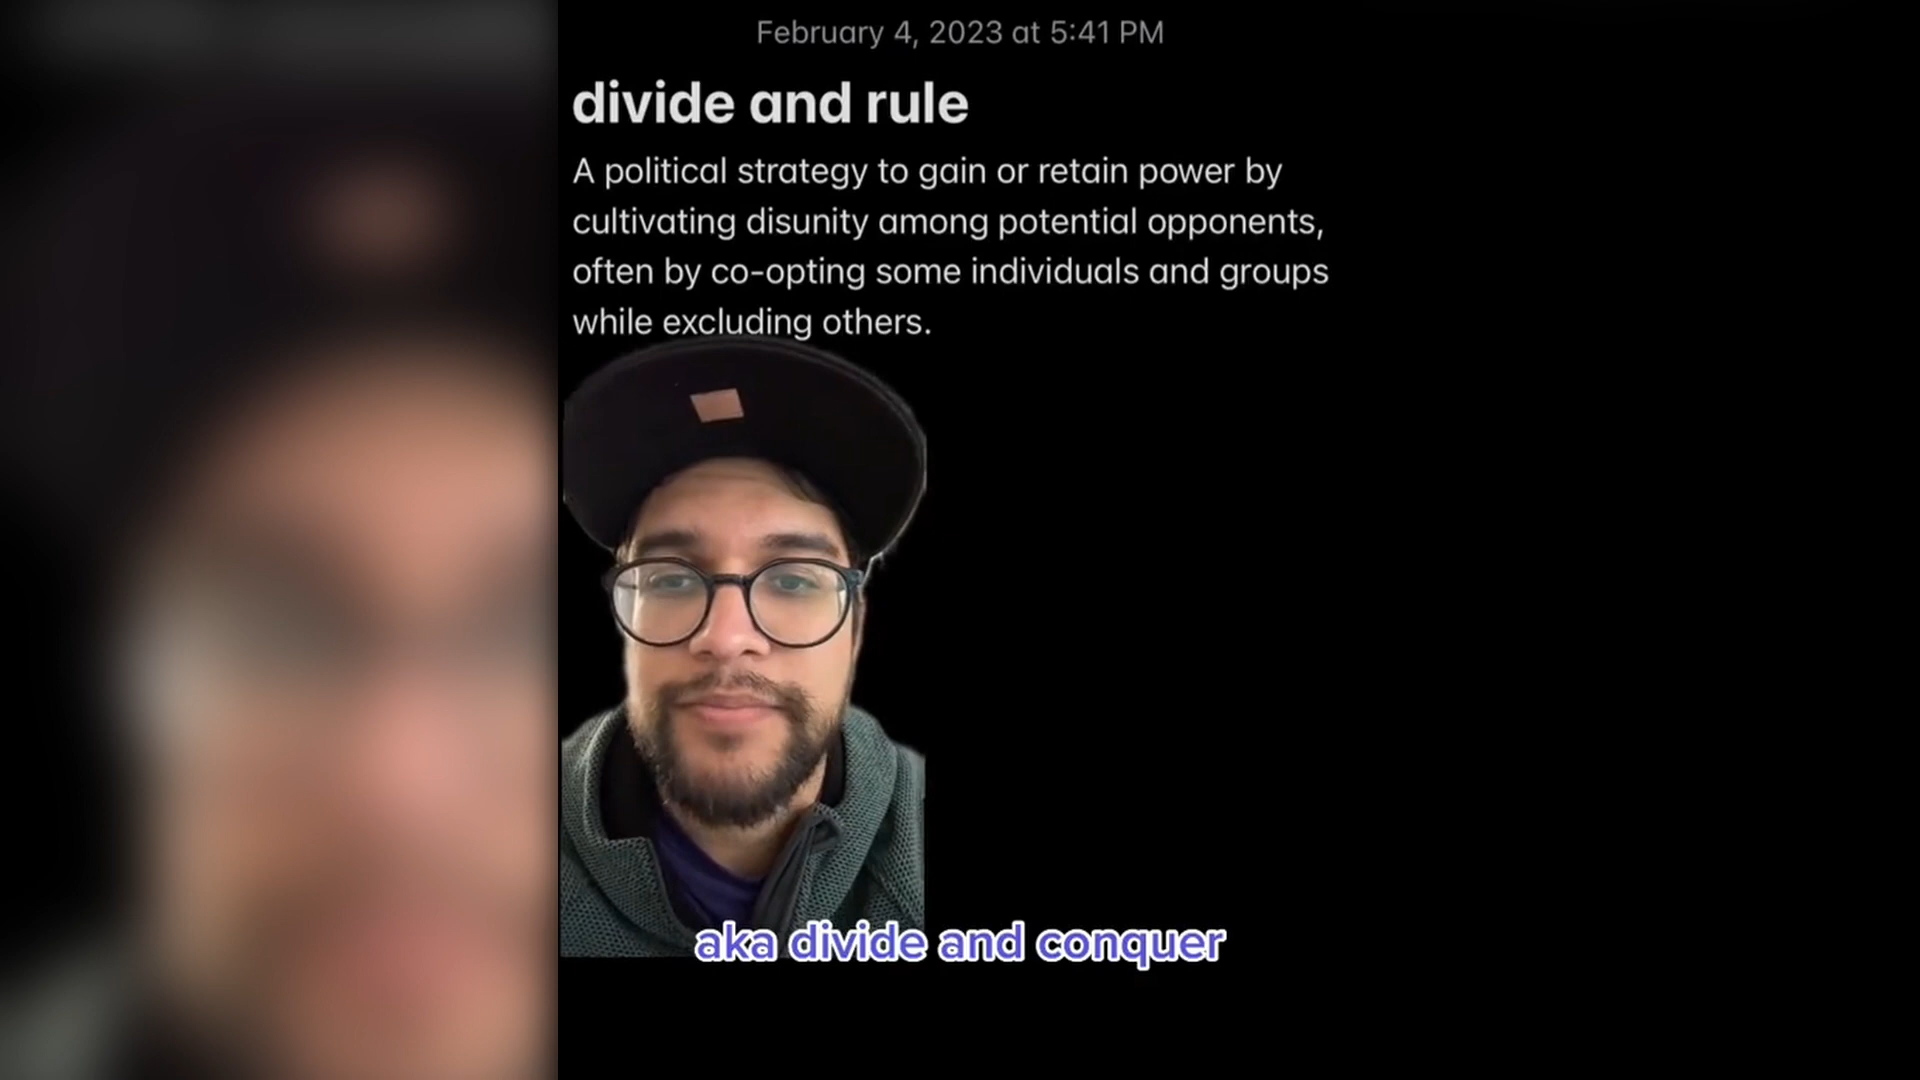 February 4, 2023 at 5:41 PM
divide and rule
A political strategy to gain or retain power by
cultivating disunity among potential opponents,
often by co-opting some individuals and groups
while excluding others.
aka divide and conquer